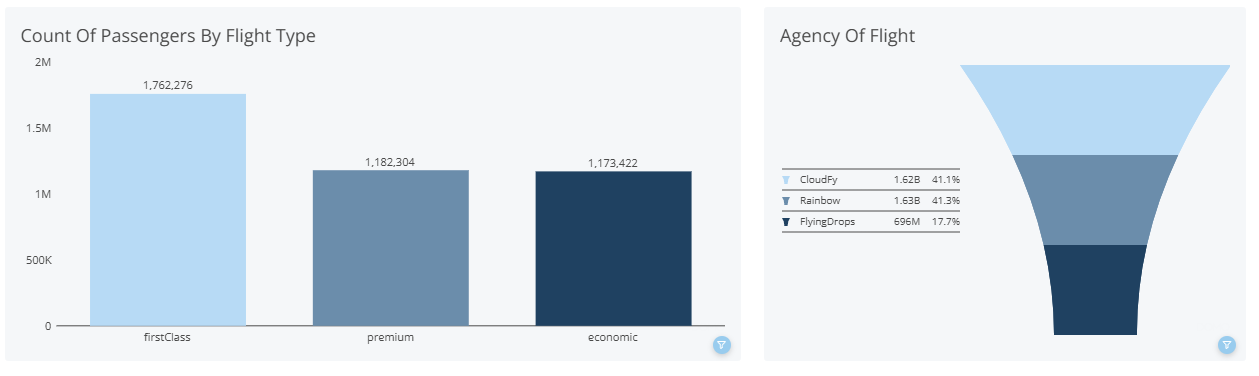 Count Of Passengers By Flight Type
2M
1.5M
1M
500K
0
1,762,276
1,182,304
1,173,422
firstClass
premium
economic
Agency Of Flight
CloudFy 1.62B 41.1%
Rainbow 1.63B 41.3%
FlyingDrops 696M 17.7%